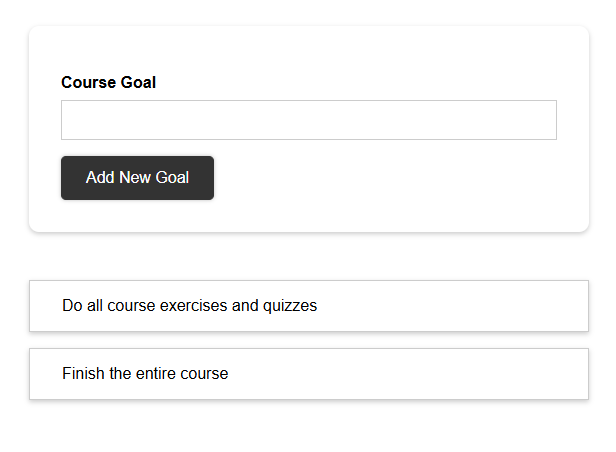 Course Goal
Add New Goal
Do all course exercises and quizzes
Finish the entire course